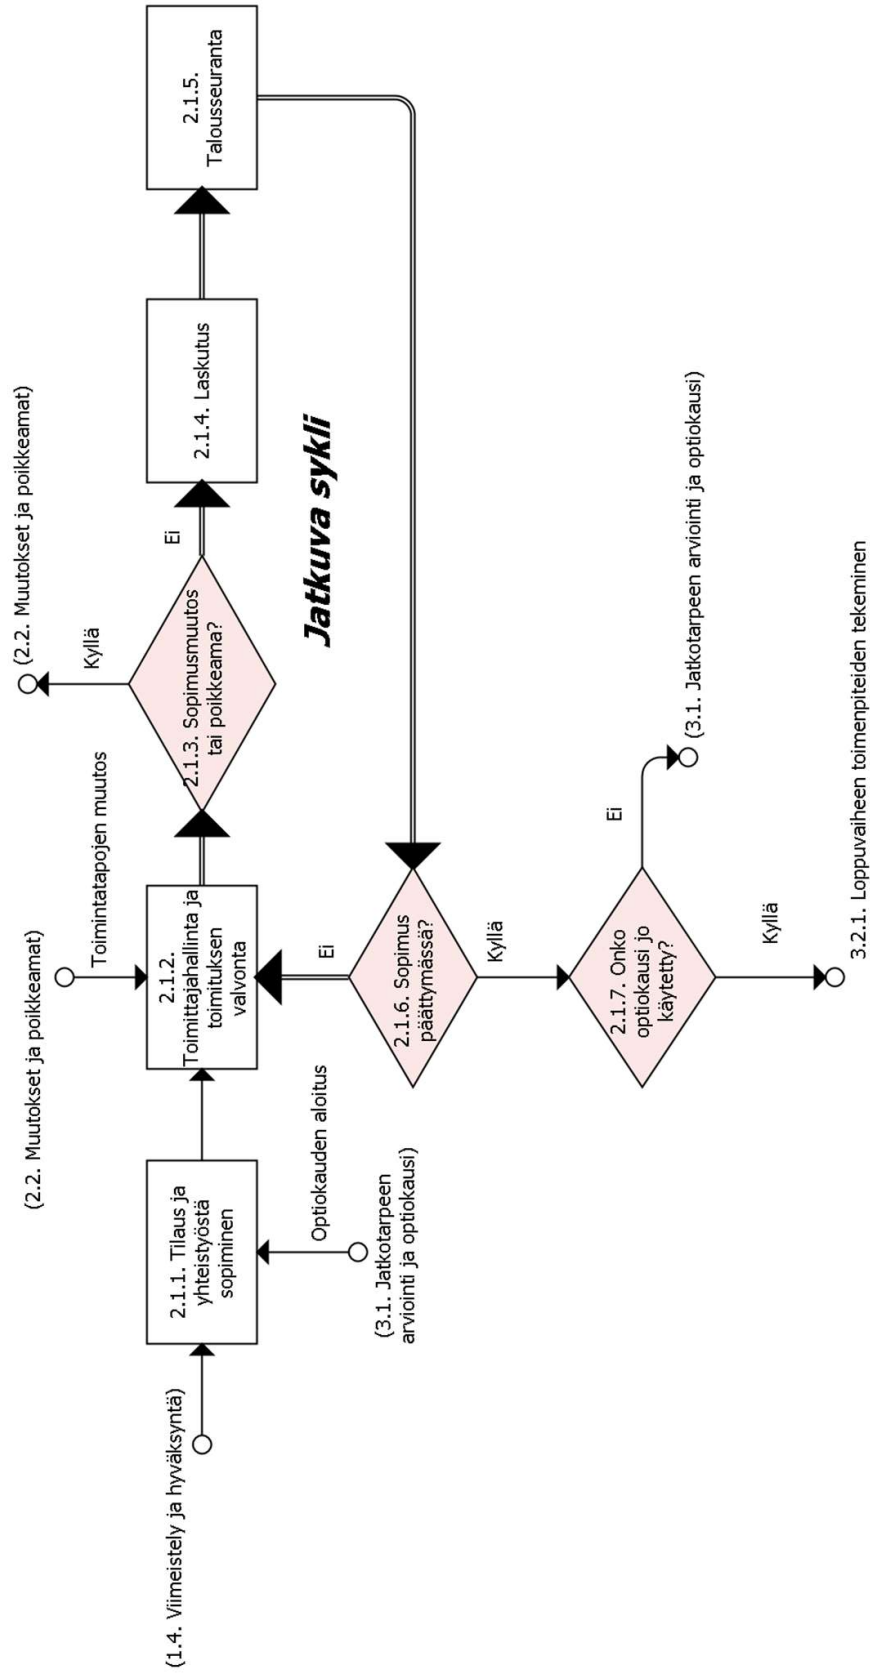 (2.2. Muutokset ja poikkeamat)
Toimintatapojen muutos
(2.2. Muutokset ja poikkeamat)
Kyllä
(1.4. Viimeistely ja hyväksyntä)
2.1.1. Tilaus ja
yhteistyöstä
sopiminen
2.1.2.
Toimittajahallinta ja
toimituksen
valvonta
2.1.3. Sopimusmuutos
tai poikkeama?
Ei
2.1.4. Laskutus
2.1.5.
Talousseuranta
Optiokauden aloitus
(3.1. Jatkotarpeen
arviointi ja optiokausi)
Ei
Jatkuva sykli
2.1.6. Sopimus
päättymässä?
Kyllä
2.1.7. Onko
optiokausi jo
käytetty?
Ei
(3.1. Jatkotarpeen arviointi ja optiokausi)
Kyllä
3.2.1. Loppuvaiheen toimenpiteiden tekeminen